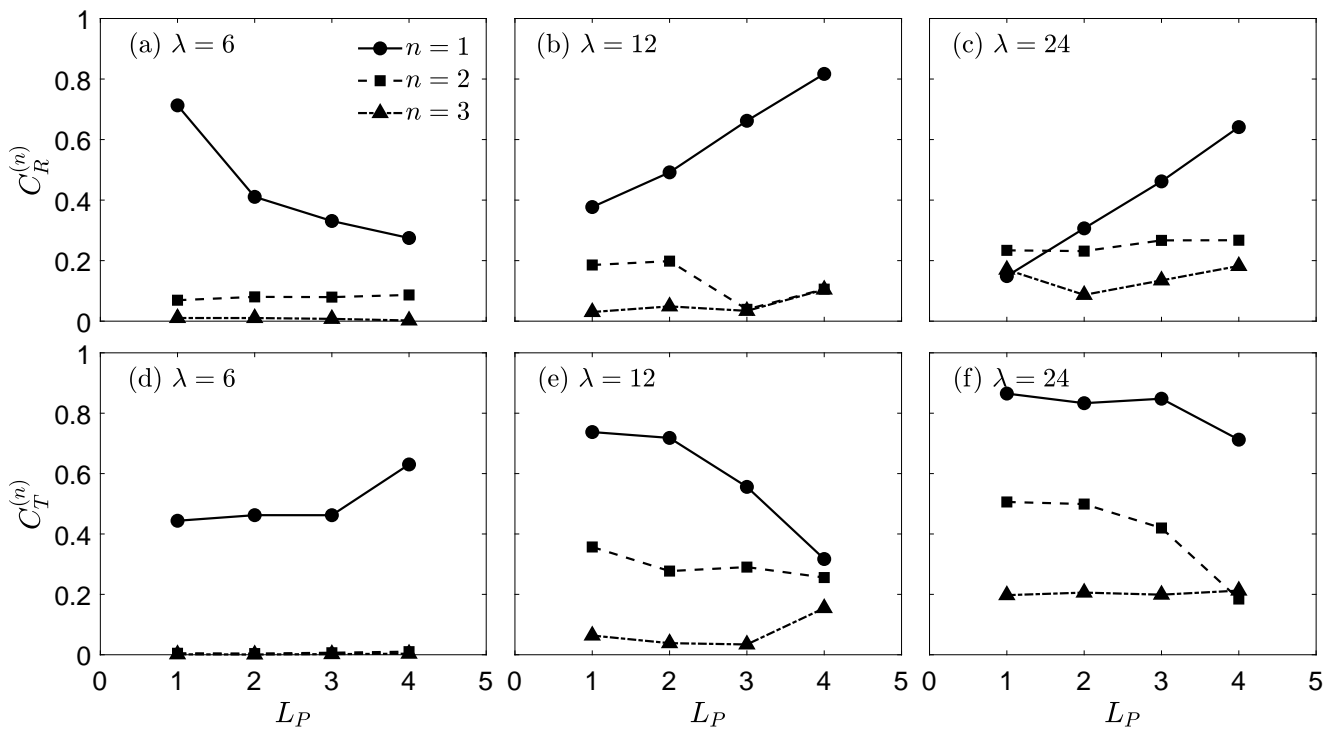 (a) λ = 6
n = 1
n = 2
n = 3
(b) λ = 12
(c) λ = 24
1
0.8
0.6
0.4
0.2
0
C_R^{(n)}
(d) λ = 6
(e) λ = 12
(f) λ = 24
1
0.8
0.6
0.4
0.2
0
C_T^{(n)}
0 1 2 3 4 5
0 1 2 3 4 5
0 1 2 3 4 5
L_P
L_P
L_P